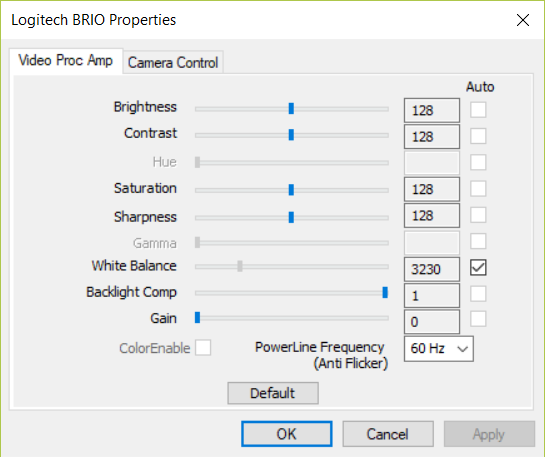 Logitech BRIO Properties
Video Proc Amp Camera Control
Auto
Brightness 128
Contrast 128
Hue
Saturation 128
Sharpness 128
Gamma
White Balance 3230
Backlight Comp 1
Gain 0
ColorEnable PowerLine Frequency 60 Hz
(Anti Flicker)
Default
OK Cancel Apply